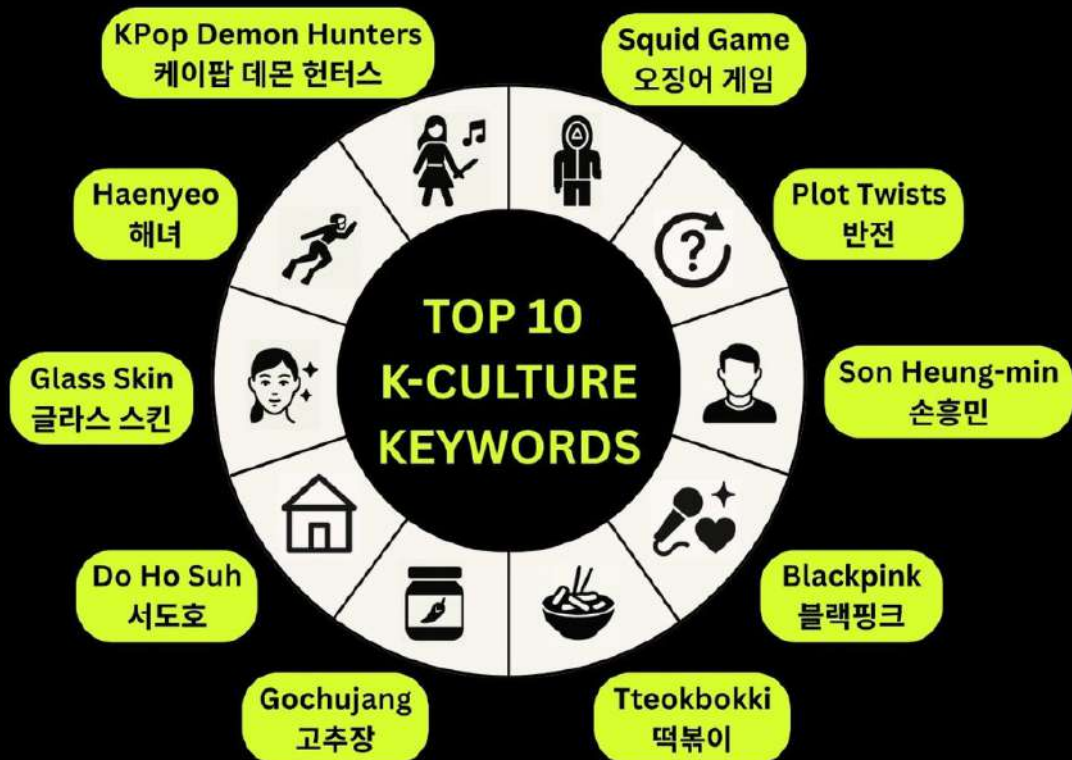 KPop Demon Hunters
케이팝 데몬 헌터스
Squid Game
오징어 게임
Haenyeo
해녀
Plot Twists
반전
TOP 10
K-CULTURE
KEYWORDS
Glass Skin
글라스 스킨
Son Heung-min
손흥민
Do Ho Suh
서도호
Blackpink
블랙핑크
Gochujang
고추장
Tteokbokki
떡볶이